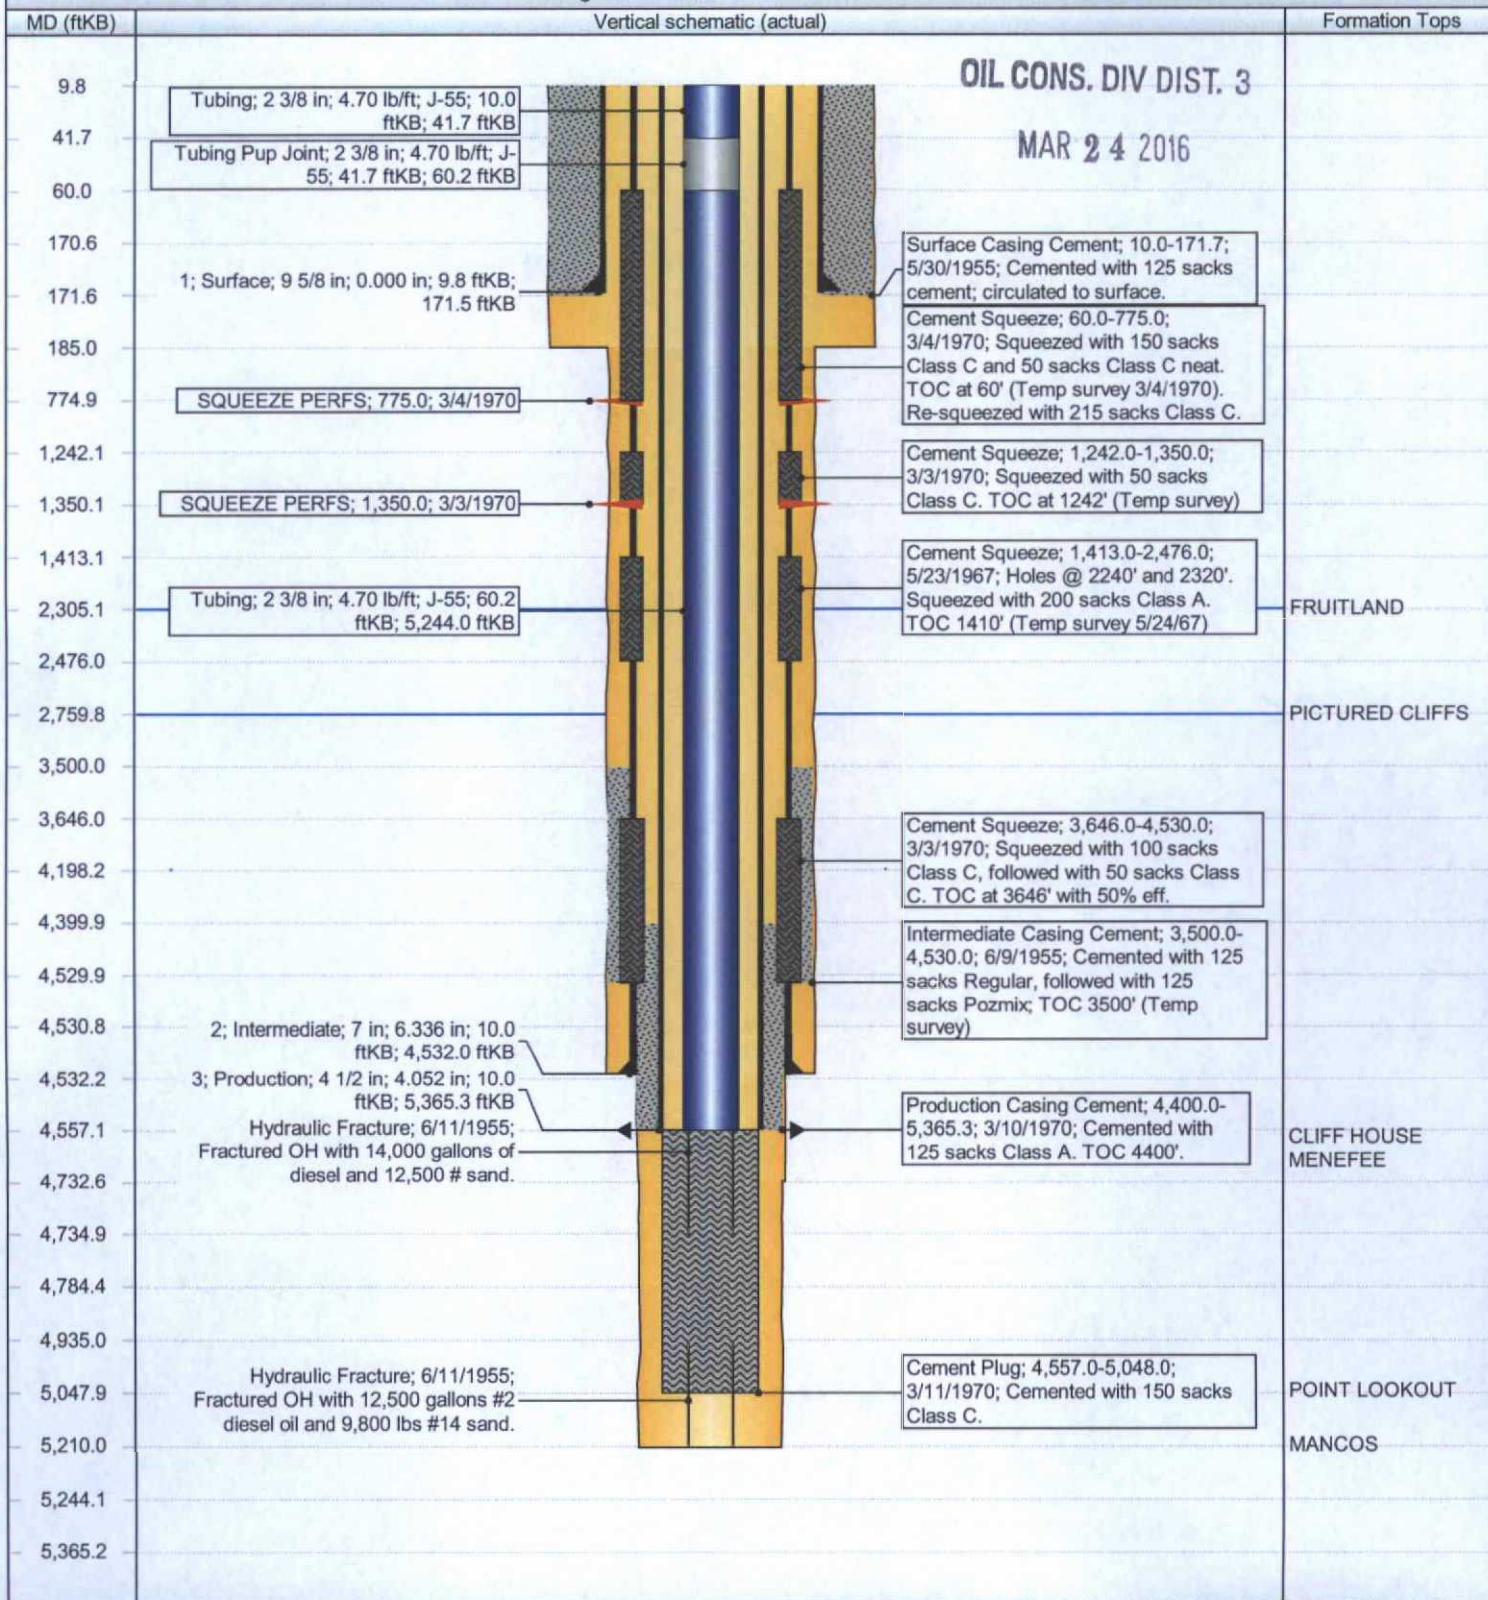 MD (ftKB)
Vertical schematic (actual)
Formation Tops
OIL CONS. DIV DIST. 3
MAR 24 2016
9.8
41.7
60.0
170.6
171.6
185.0
774.9
1,242.1
1,350.1
1,413.1
2,305.1
2,476.0
2,759.8
3,500.0
3,646.0
4,198.2
4,399.9
4,529.9
4,530.8
4,532.2
4,557.1
4,732.6
4,734.9
4,784.4
4,935.0
5,047.9
5,210.0
5,244.1
5,365.2
Tubing; 2 3/8 in; 4.70 lb/ft; J-55; 10.0
ftKB; 41.7 ftKB
Tubing Pup Joint; 2 3/8 in; 4.70 lb/ft; J-
55; 41.7 ftKB; 60.2 ftKB
1; Surface; 9 5/8 in; 0.000 in; 9.8 ftKB;
171.5 ftKB
SQUEEZE PERFS; 775.0; 3/4/1970
SQUEEZE PERFS; 1,350.0; 3/3/1970
Tubing; 2 3/8 in; 4.70 lb/ft; J-55; 60.2
ftKB; 5,244.0 ftKB
2; Intermediate; 7 in; 6.336 in; 10.0
ftKB; 4,532.0 ftKB
3; Production; 4 1/2 in; 4.052 in; 10.0
ftKB; 5,365.3 ftKB
Hydraulic Fracture; 6/11/1955;
Fractured OH with 14,000 gallons of
diesel and 12,500 # sand.
Hydraulic Fracture; 6/11/1955;
Fractured OH with 12,500 gallons #2
diesel oil and 9,800 lbs #14 sand.
Surface Casing Cement; 10.0-171.7;
5/30/1955; Cemented with 125 sacks
cement; circulated to surface.
Cement Squeeze; 60.0-775.0;
3/4/1970; Squeezed with 150 sacks
Class C and 50 sacks Class C neat.
TOC at 60' (Temp survey 3/4/1970).
Re-squeezed with 215 sacks Class C.
Cement Squeeze; 1,242.0-1,350.0;
3/3/1970; Squeezed with 50 sacks
Class C. TOC at 1242' (Temp survey)
Cement Squeeze; 1,413.0-2,476.0;
5/23/1967; Holes @ 2240' and 2320'.
Squeezed with 200 sacks Class A.
TOC 1410' (Temp survey 5/24/67)
Cement Squeeze; 3,646.0-4,530.0;
3/3/1970; Squeezed with 100 sacks
Class C, followed with 50 sacks Class
C. TOC at 3646' with 50% eff.
Intermediate Casing Cement; 3,500.0-
4,530.0; 6/9/1955; Cemented with 125
sacks Regular, followed with 125
sacks Pozmix; TOC 3500' (Temp
survey)
Production Casing Cement; 4,400.0-
5,365.3; 3/10/1970; Cemented with
125 sacks Class A. TOC 4400'.
Cement Plug; 4,557.0-5,048.0;
3/11/1970; Cemented with 150 sacks
Class C.
FRUITLAND
PICTURED CLIFFS
CLIFF HOUSE
MENEFEE
POINT LOOKOUT
MANCOS